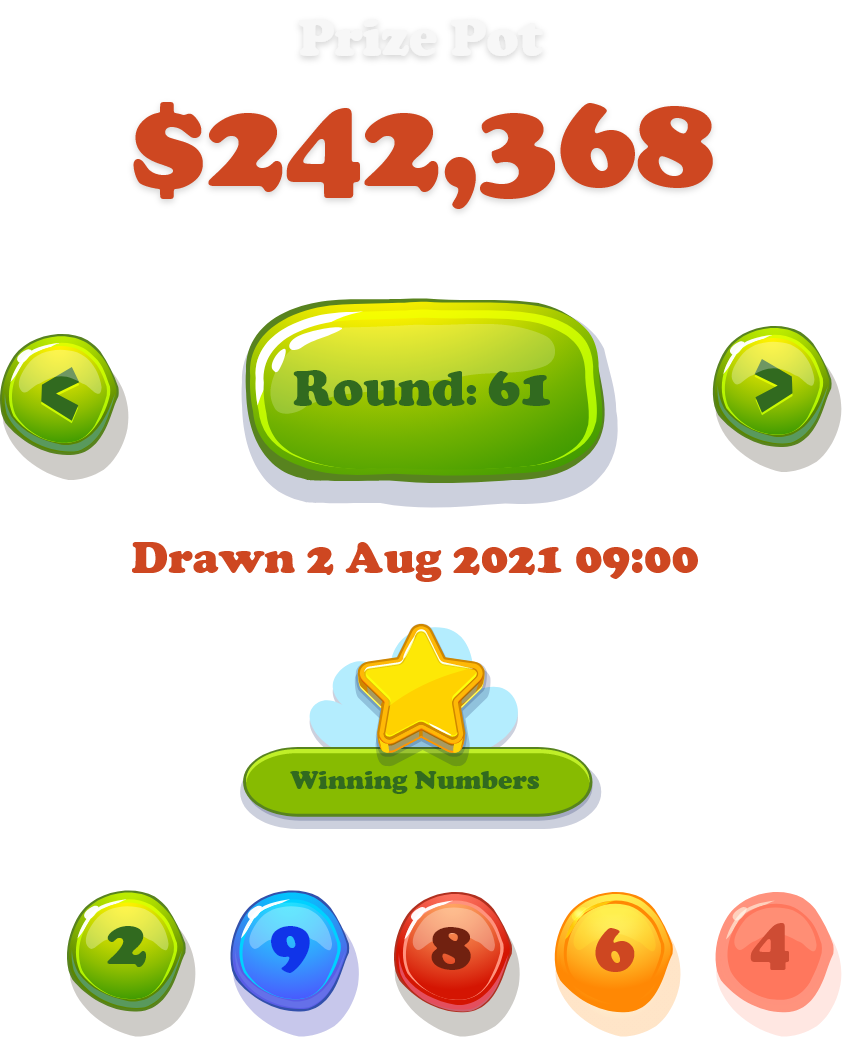 Prize Pot
$242,368
<
Round: 61
>
Drawn 2 Aug 2021 09:00
Winning Numbers
2 9 8 6 4